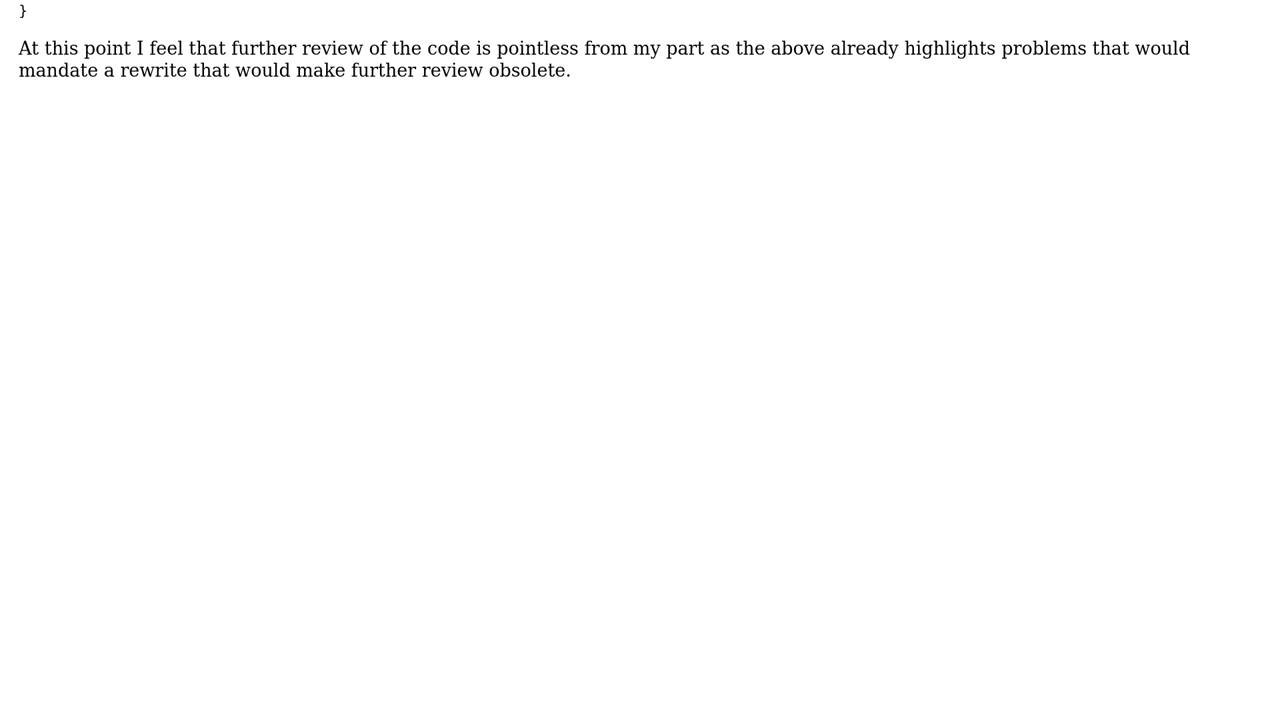 }
At this point I feel that further review of the code is pointless from my part as the above already highlights problems that would
mandate a rewrite that would make further review obsolete.